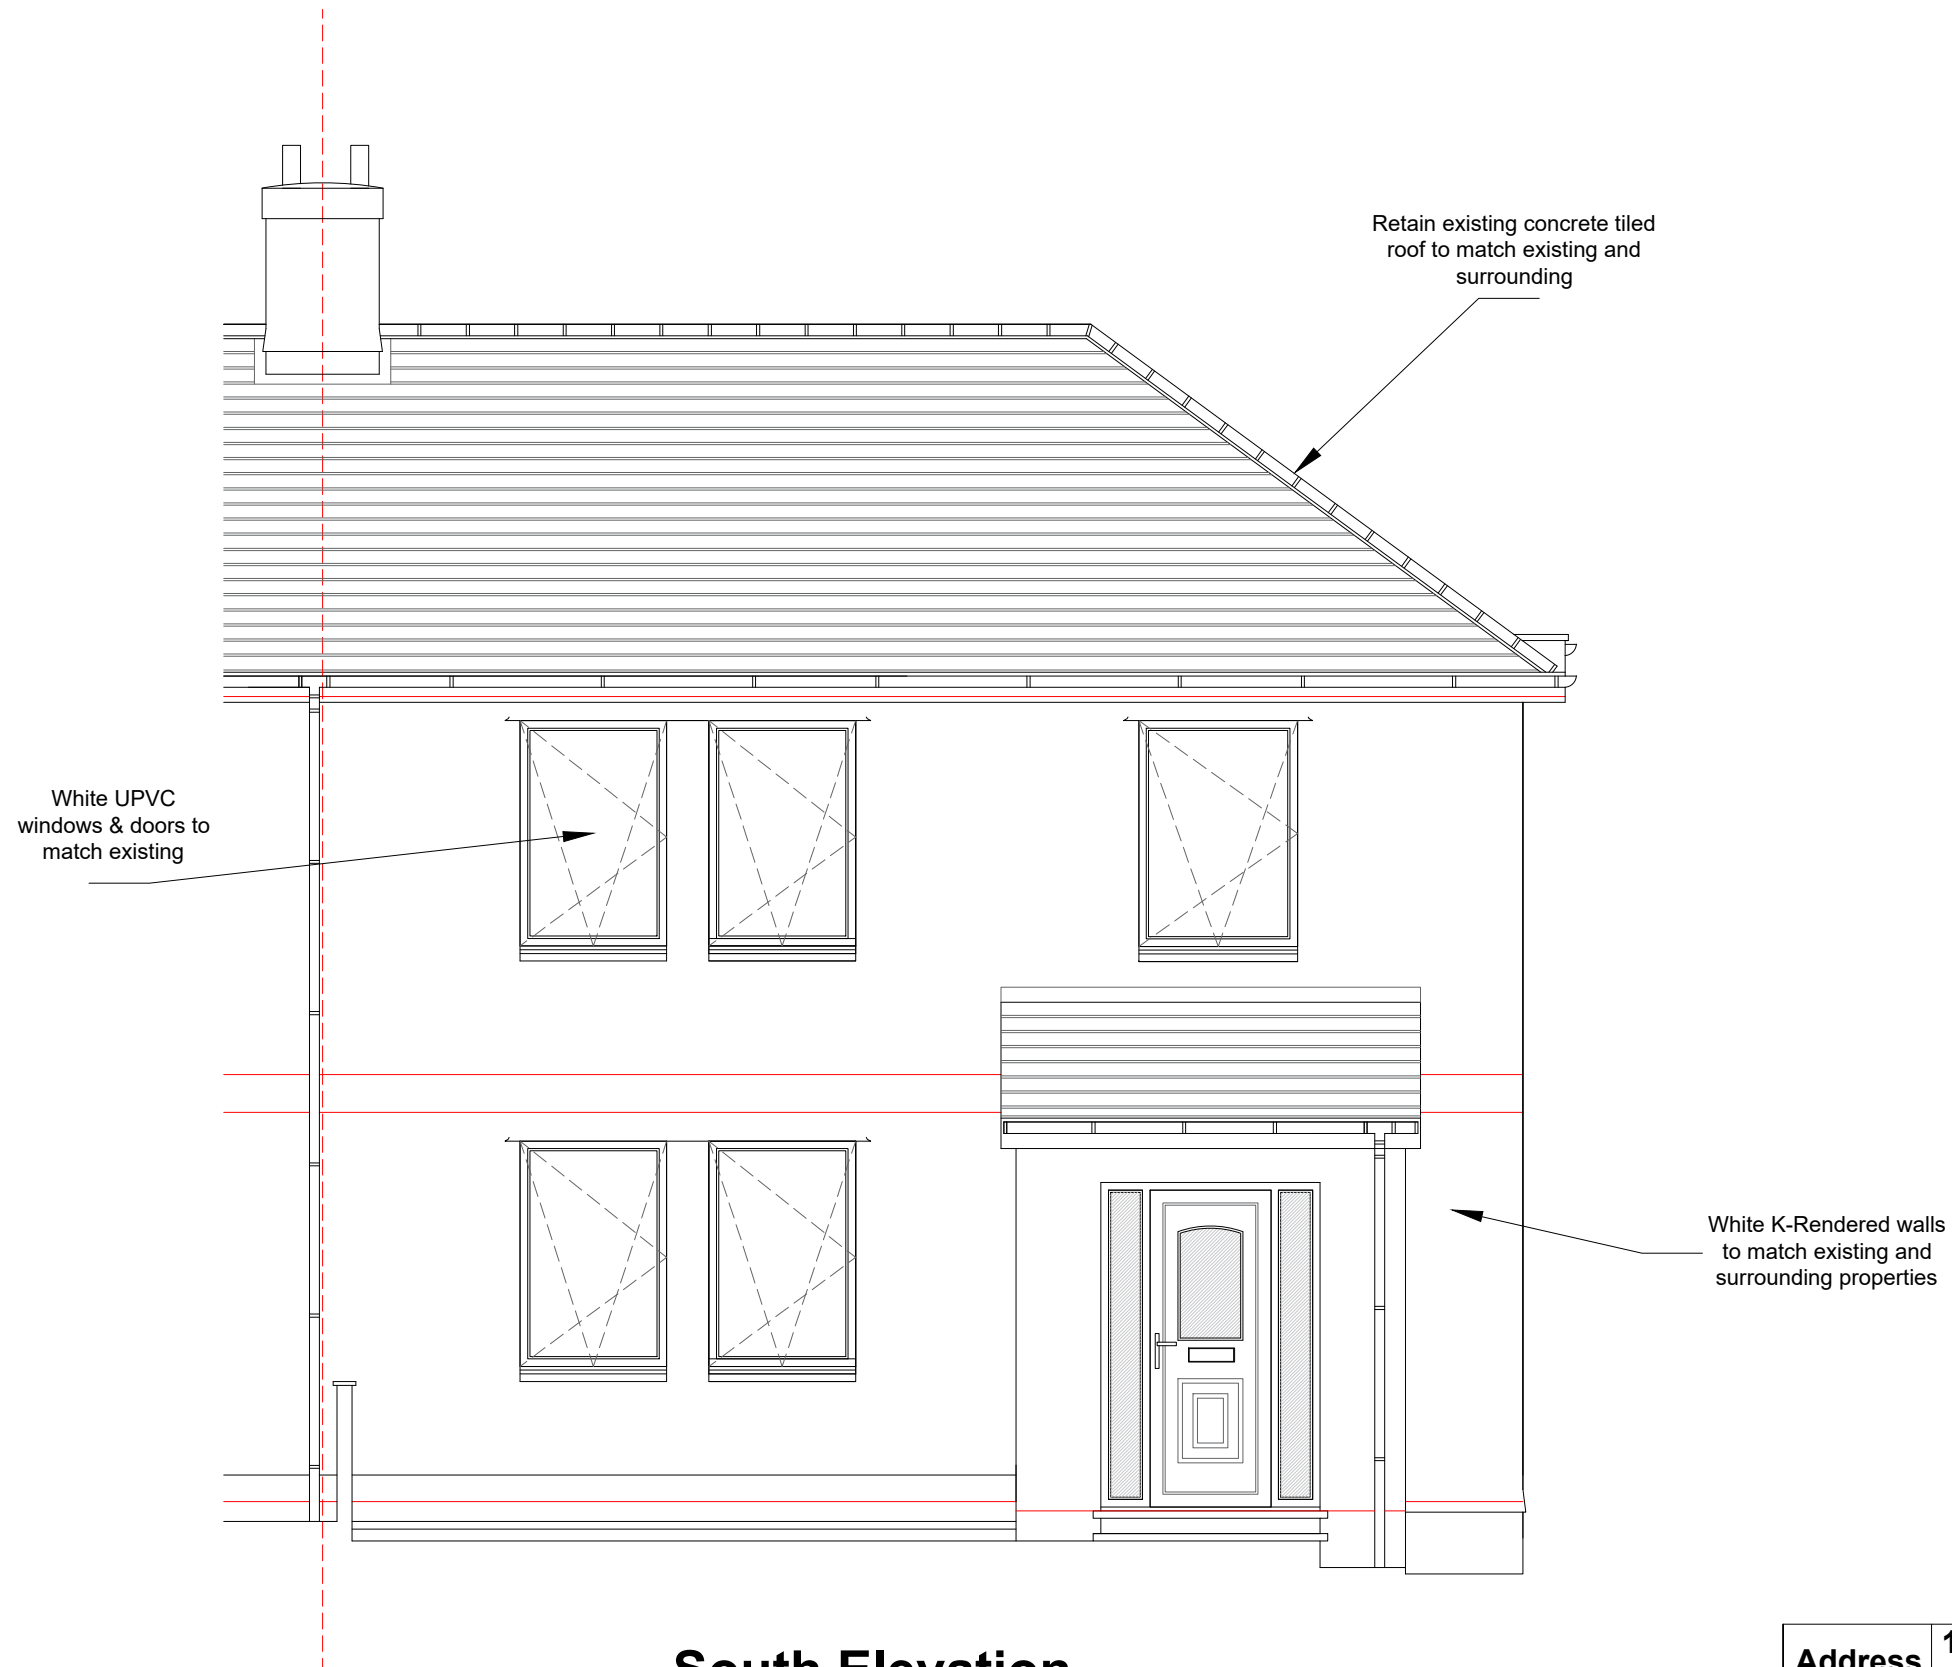 Retain existing concrete tiled
roof to match existing and
surrounding
White UPVC
windows & doors to
match existing
White K-Rendered walls
to match existing and
surrounding properties
South Elevation
Address
1